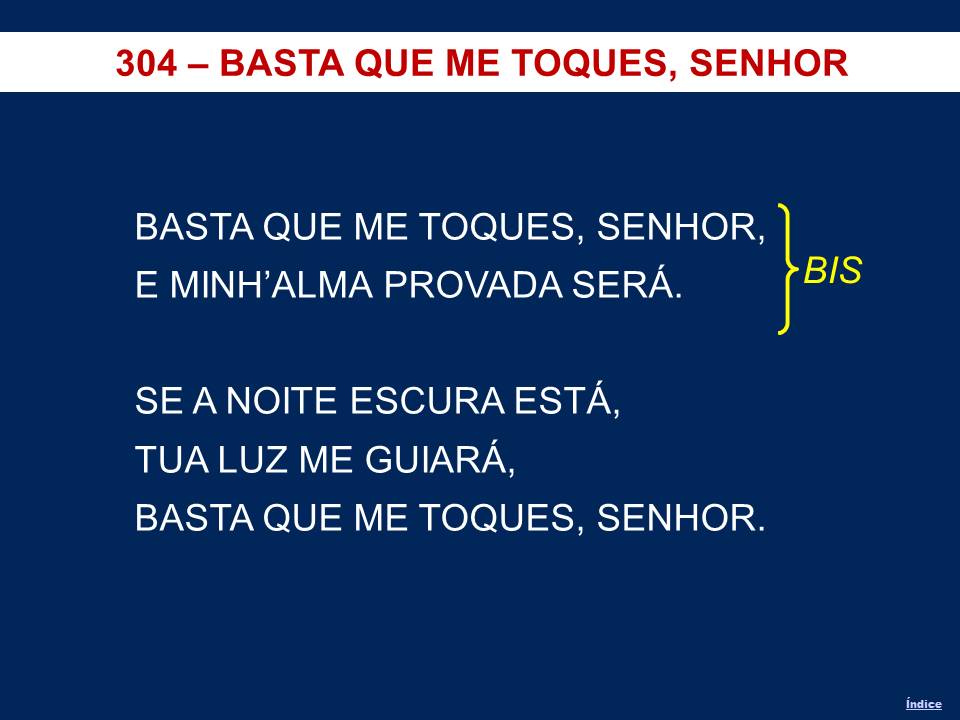 304 – BASTA QUE ME TOQUES, SENHOR
BASTA QUE ME TOQUES, SENHOR,
E MINH’ALMA PROVADA SERÁ.
BIS
SE A NOITE ESCURA ESTÁ,
TUA LUZ ME GUIARÁ,
BASTA QUE ME TOQUES, SENHOR.
Índice